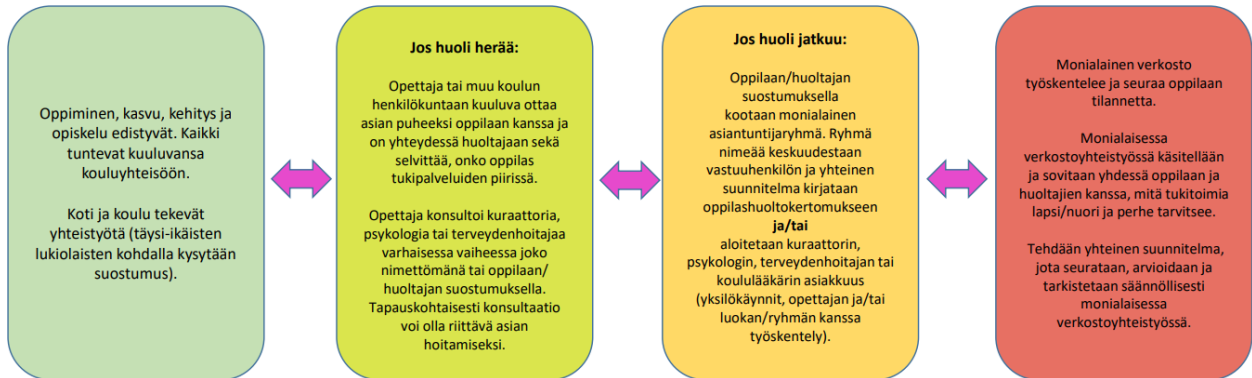 Oppiminen, kasvu, kehitys ja
opiskelu edistyvät. Kaikki
tuntevat kuuluvansa
kouluyhteisöön.
Koti ja koulu tekevät
yhteistyötä (täysi-ikäisten
lukiolaisten kohdalla kysytään
suostumus).
Jos huoli herää:
Opettaja tai muu koulun
henkilökuntaan kuuluva ottaa
asian puheeksi oppilaan kanssa ja
on yhteydessä huoltajaan sekä
selvittää, onko oppilas
tukipalveluiden piirissä.
Opettaja konsultoi kuraattoria,
psykologia tai terveydenhoitajaa
varhaisessa vaiheessa joko
nimettömänä tai oppilaan/
huoltajan suostumuksella.
Tapauskohtaisesti konsultaatio
voi olla riittävä asian
hoitamiseksi.
Jos huoli jatkuu:
Oppilaan/huoltajan
suostumuksella
kootaan monialainen
asiantuntijaryhmä. Ryhmä
nimeää keskuudestaan
vastuuhenkilön ja yhteinen
suunnitelma kirjataan
oppilashuoltokertomukseen
ja/tai
aloitetaan kuraattorin,
psykologin, terveydenhoitajan tai
koululääkärin asiakkuus
(yksilökäynnit, opettajan ja/tai
luokan/ryhmän kanssa
työskentely).
Monialainen verkosto
työskentelee ja seuraa oppilaan
tilannetta.
Monialaisessa
verkostoyhteistyössä käsitellään
ja sovitaan yhdessä oppilaan ja
huoltajien kanssa, mitä tukitoimia
lapsi/nuori ja perhe tarvitsee.
Tehdään yhteinen suunnitelma,
jota seurataan, arvioidaan ja
tarkistetaan säännöllisesti
monialaisessa
verkostoyhteistyössä.